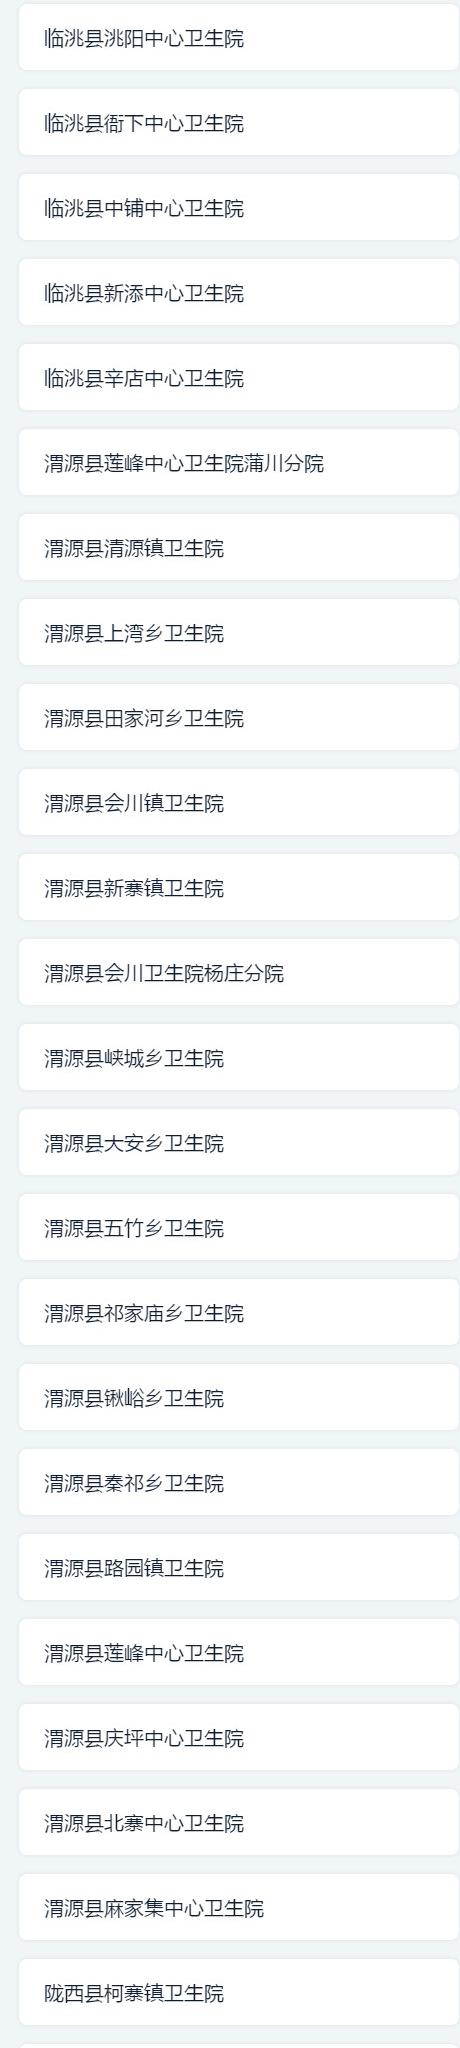 临洮县洮阳中心卫生院
临洮县衙下中心卫生院
临洮县中铺中心卫生院
临洮县新添中心卫生院
临洮县辛店中心卫生院
渭源县莲峰中心卫生院蒲川分院
渭源县清源镇卫生院
渭源县上湾乡卫生院
渭源县田家河乡卫生院
渭源县会川镇卫生院
渭源县新寨镇卫生院
渭源县会川卫生院杨庄分院
渭源县峡城乡卫生院
渭源县大安乡卫生院
渭源县五竹乡卫生院
渭源县祁家庙乡卫生院
渭源县锹峪乡卫生院
渭源县秦祁乡卫生院
渭源县路园镇卫生院
渭源县莲峰中心卫生院
渭源县庆坪中心卫生院
渭源县北寨中心卫生院
渭源县麻家集中心卫生院
陇西县柯寨镇卫生院